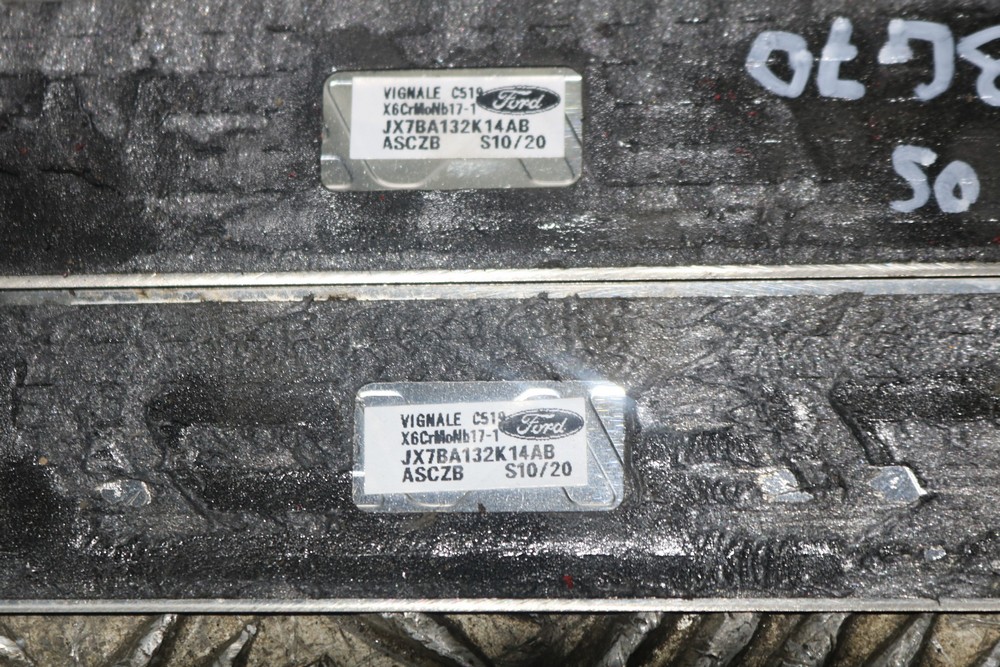 VIGNALE C519
X6CrMoNb17-1
Ford
JX7BA132K14AB
ASCZB S10/20
VIGNALE C519
X6CrMoNb17-1
Ford
JX7BA132K14AB
ASCZB S10/20